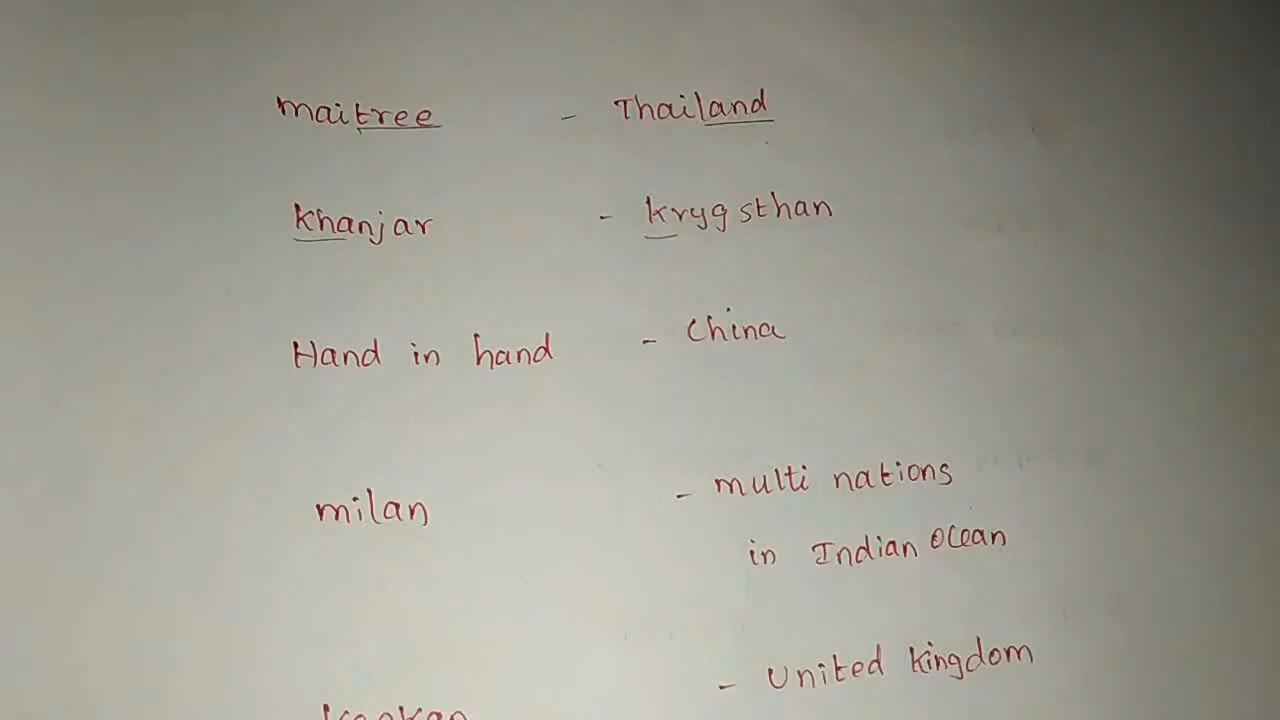 maitree - Thailand
Khanjar - krygsthan
Hand in hand - China
milan - multi nations
in Indian Ocean
- United Kingdom